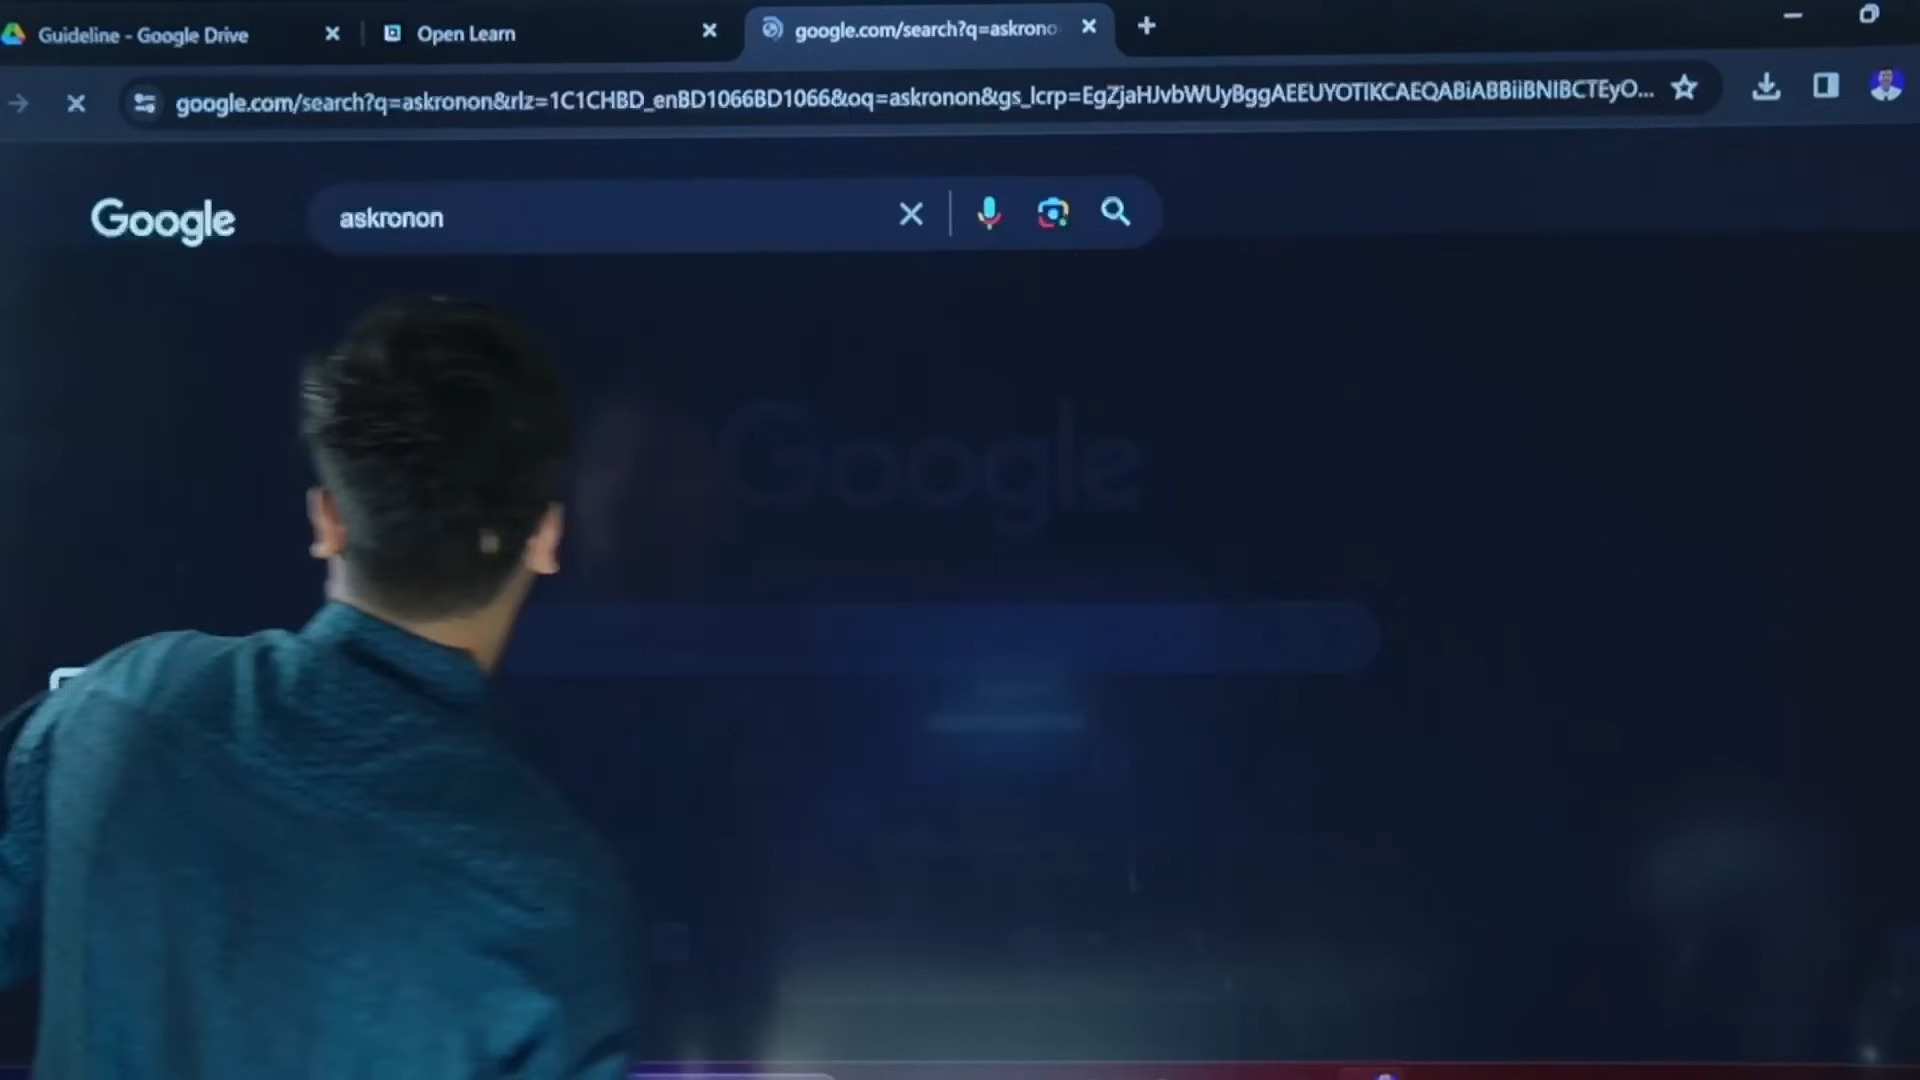 Guideline - Google Drive
Open Learn
google.com/search?q=askrono
google.com/search?q=askronon&rlz=1C1CHBD_enBD1066BD1066&oq=askronon&gs_lcrp=EgZjaHJvbWUyBggAEEUYOTIKCAEQABiABBiiBNIBCTEyO...
Google
askronon
Google